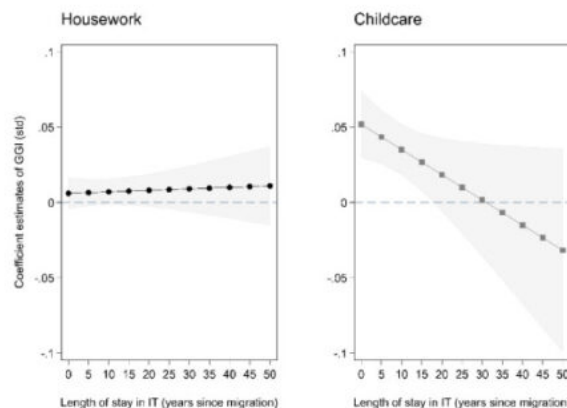 Housework
Childcare
Coefficient estimates of GGI (std)
.1
.05
0
-.05
-.1
0 5 10 15 20 25 30 35 40 45 50
Length of stay in IT (years since migration)
.1
.05
0
-.05
-.1
0 5 10 15 20 25 30 35 40 45 50
Length of stay in IT (years since migration)